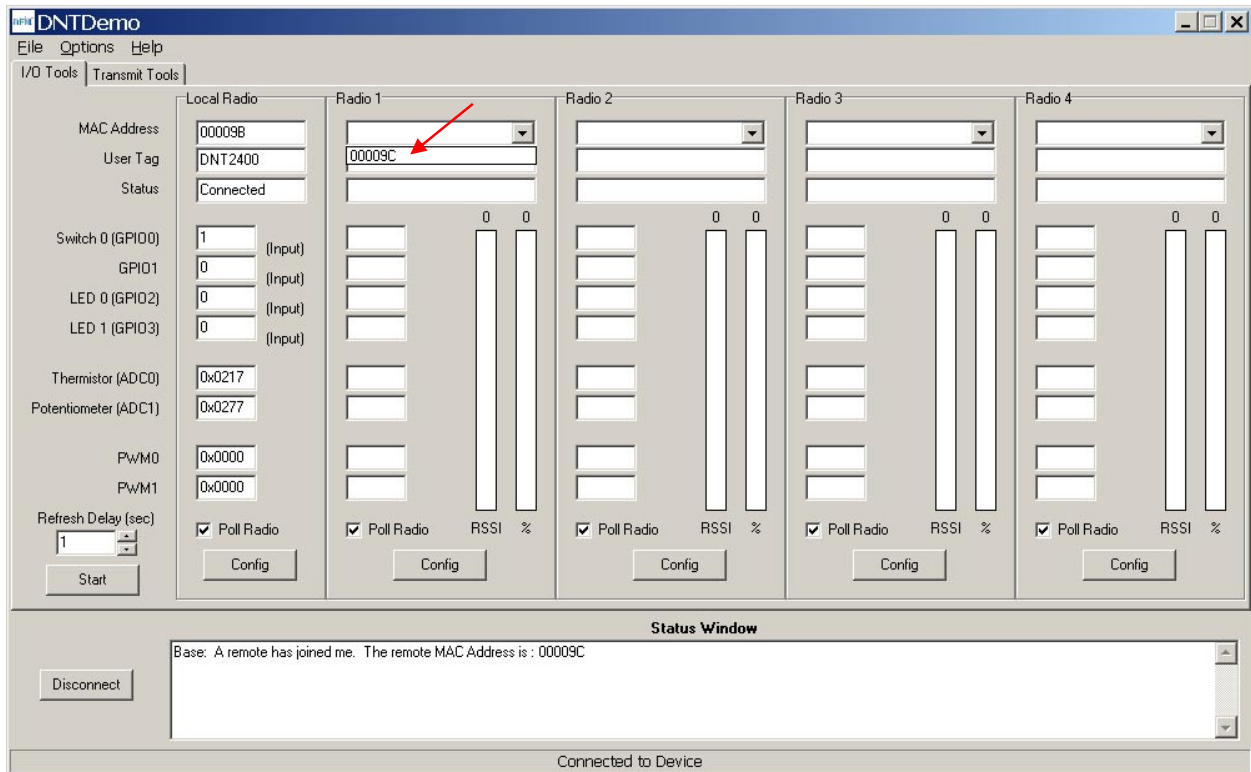 RFM DNTDemo
File Options Help
I/O Tools Transmit Tools
Local Radio Radio 1 Radio 2 Radio 3 Radio 4
MAC Address 00009B
User Tag DNT2400 00009C
Status Connected
0 0 0 0 0 0 0 0
Switch 0 (GPIO0) 1 (Input)
GPIO1 0 (Input)
LED 0 (GPIO2) 0 (Input)
LED 1 (GPIO3) 0 (Input)
Thermistor (ADC0) 0x0217
Potentiometer (ADC1) 0x0277
PWM0 0x0000
PWM1 0x0000
Refresh Delay (sec)
1
Poll Radio Poll Radio RSSI % Poll Radio RSSI % Poll Radio RSSI % Poll Radio RSSI %
Start Config Config Config Config Config
Status Window
Base: A remote has joined me. The remote MAC Address is : 00009C
Disconnect
Connected to Device